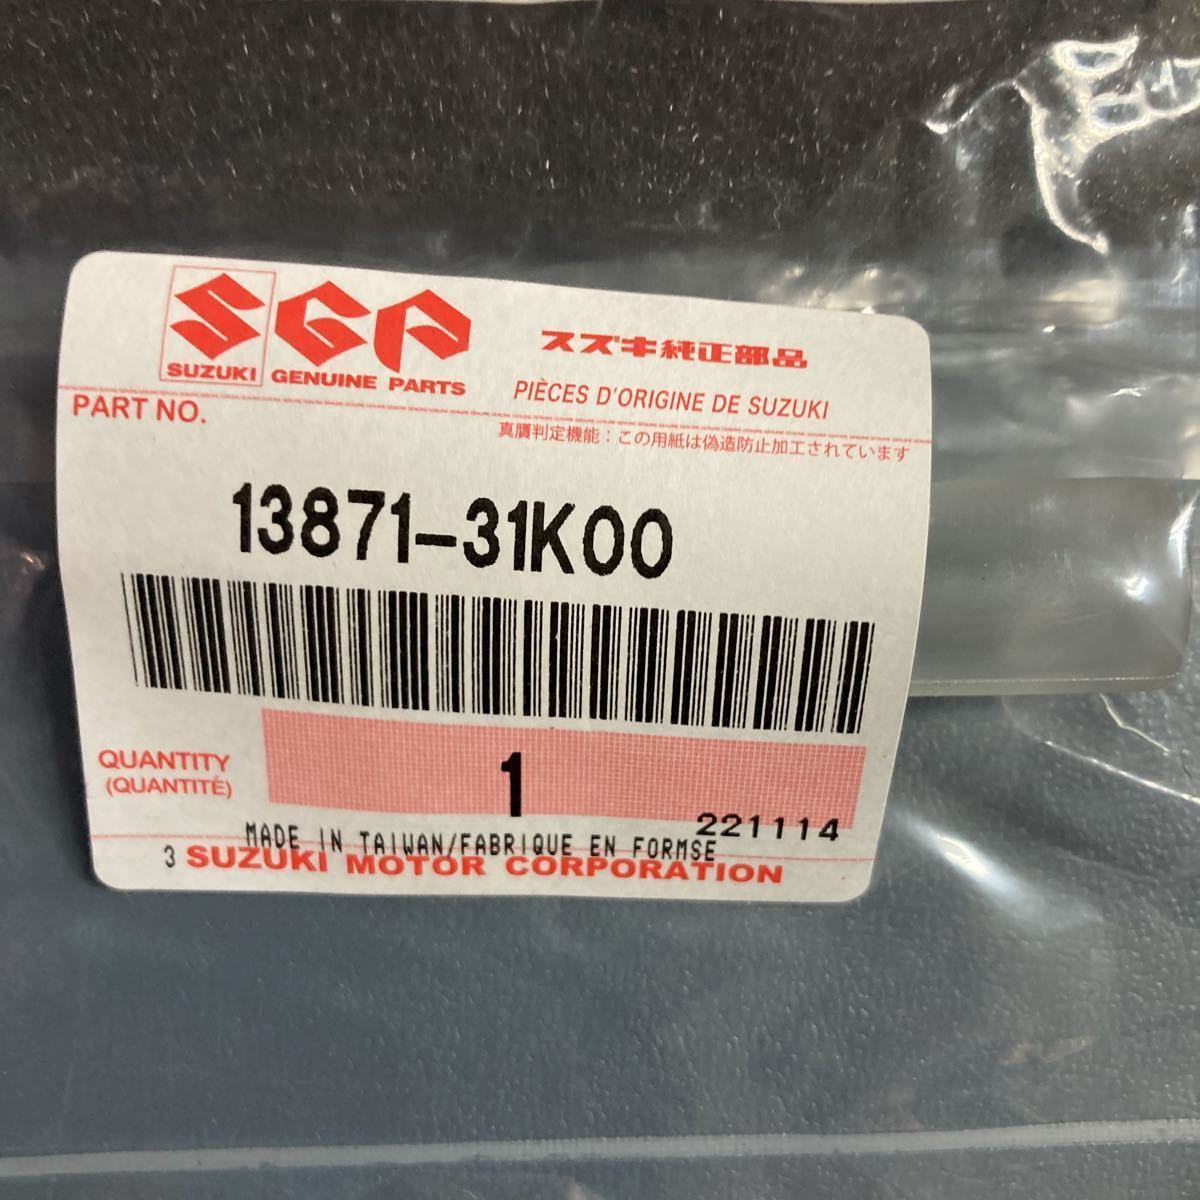 SGP
SUZUKI GENUINE PARTS
スズキ純正部品
PIÈCES D'ORIGINE DE SUZUKI
PART NO.
真贋判定機能：この用紙は偽造防止加工されています
13871-31K00
QUANTITY
(QUANTITÉ)
1
221114
MADE IN TAIWAN/FABRIQUE EN FORMSE
3 SUZUKI MOTOR CORPORATION